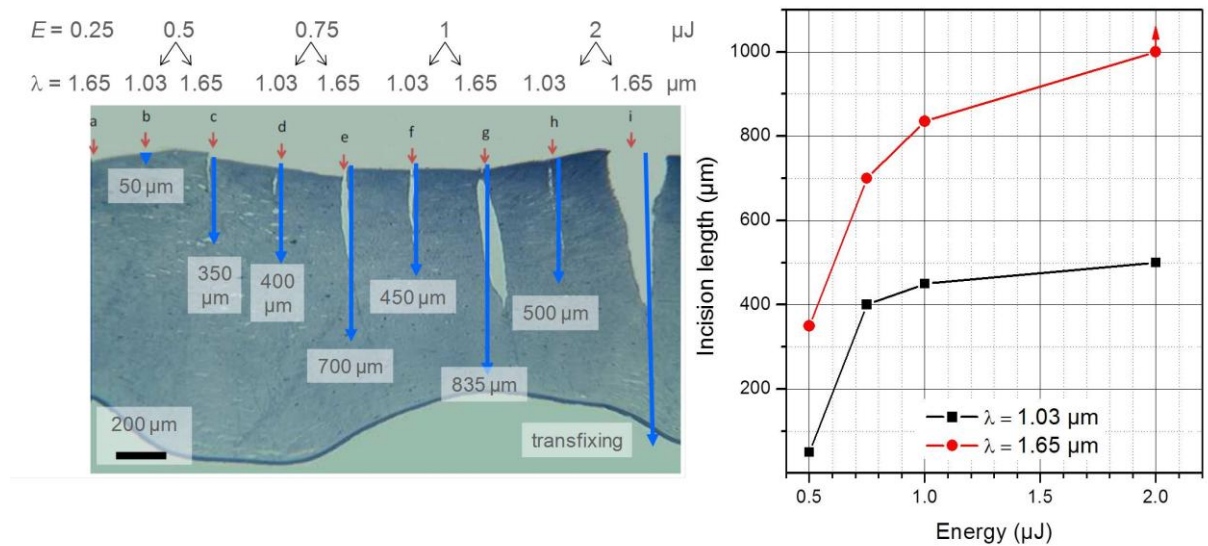 E = 0.25 0.5 0.75 1 2 µJ
λ = 1.65 1.03 1.65 1.03 1.65 1.03 1.65 1.03 1.65 µm
a b c d e f g h i
50 µm
350 µm
400 µm
450 µm
500 µm
700 µm
835 µm
200 µm
transfixing
Incision length (µm)
1000
800
600
400
200
λ = 1.03 µm
λ = 1.65 µm
0.5 1.0 1.5 2.0
Energy (µJ)